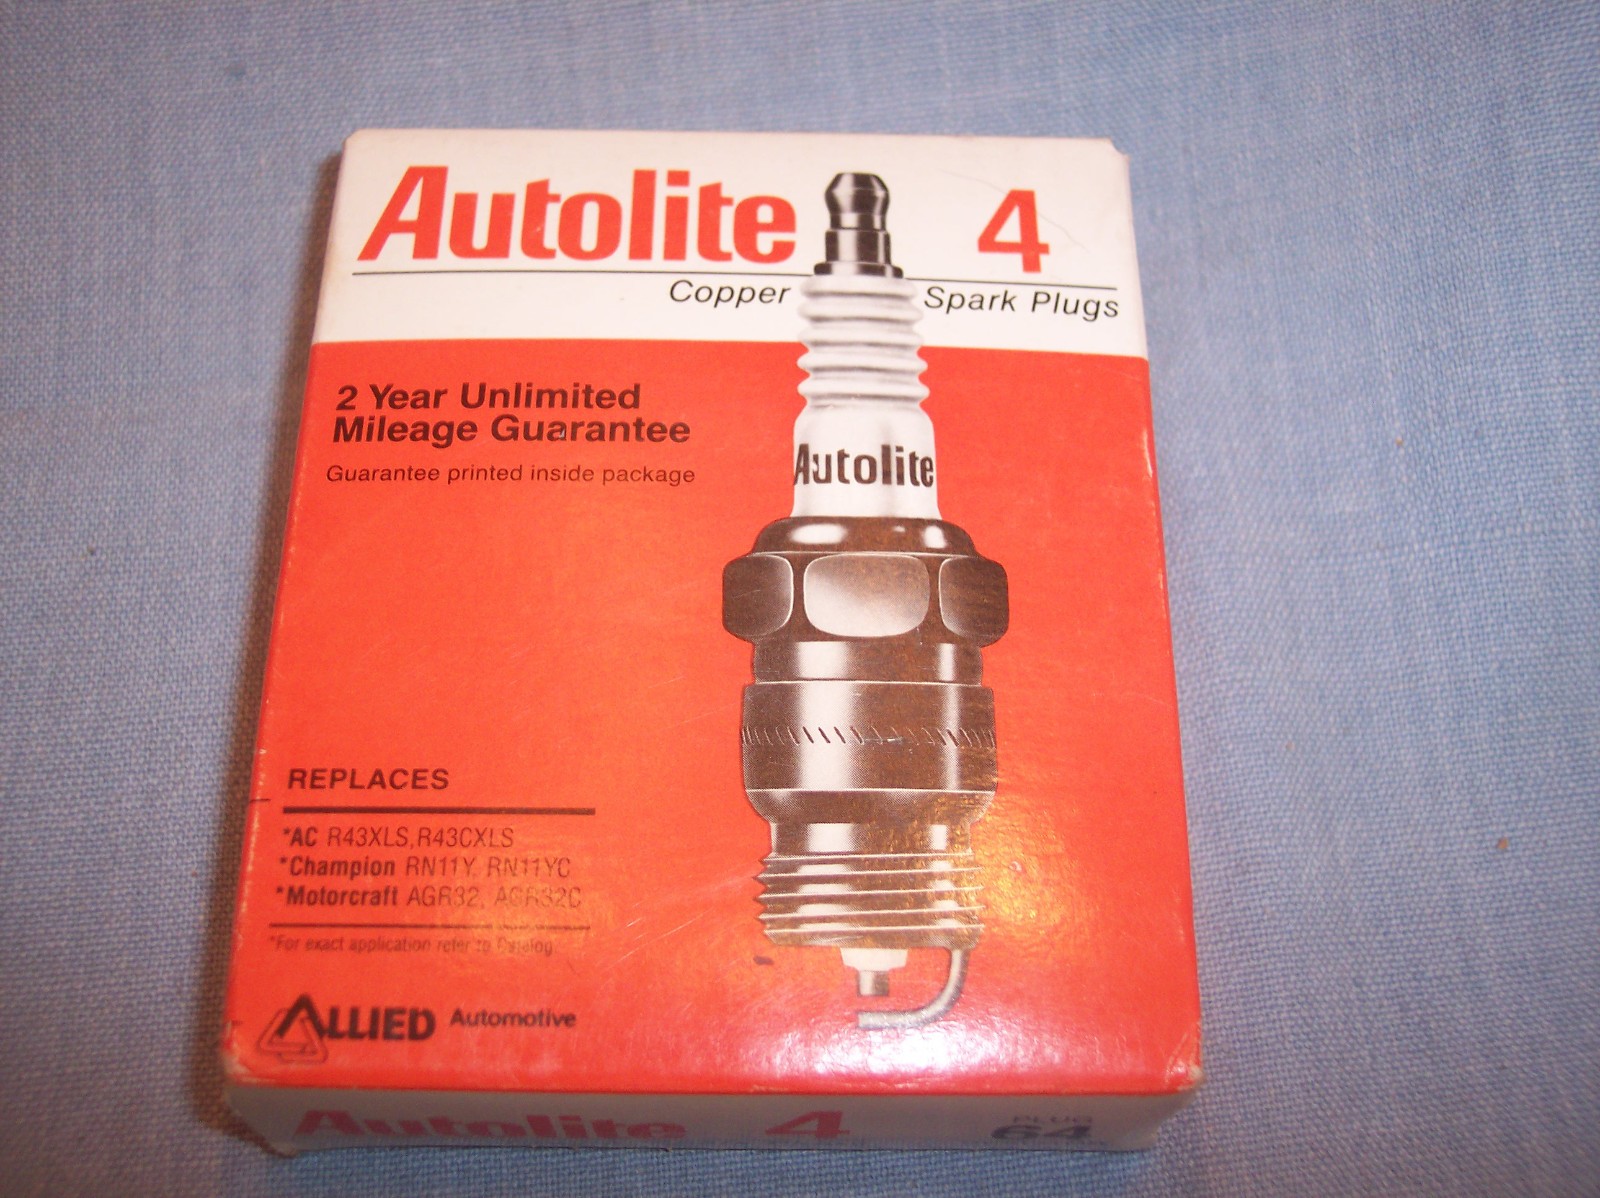 Autolite 4
Copper Spark Plugs
2 Year Unlimited
Mileage Guarantee
Guarantee printed inside package
Autolite
REPLACES
*AC R43XLS,R43CXLS
*Champion RN11Y, RN11YC
*Motorcraft AGR32, AGR32C
*For exact application refer to Catalog.
ALLIED Automotive
Autolite 4 PLUG
64